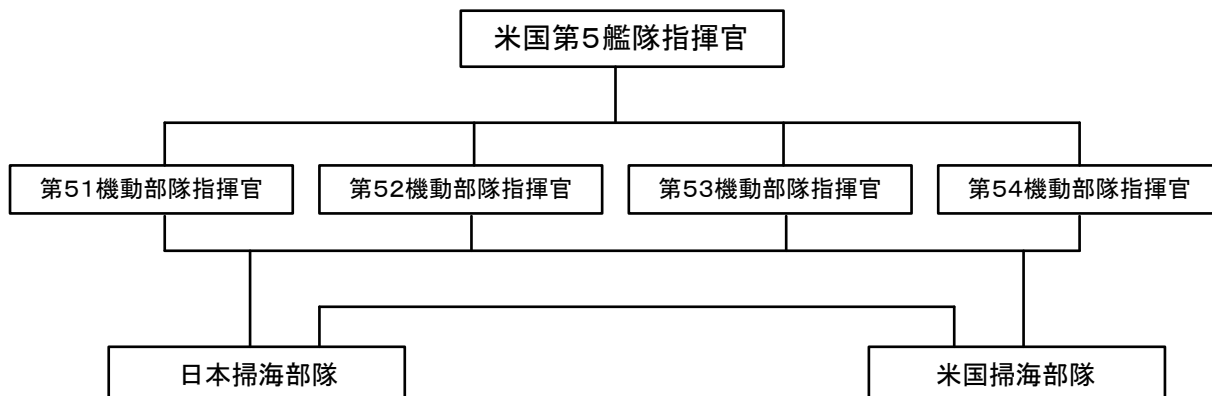 米国第５艦隊指揮官
第５１機動部隊指揮官
第５２機動部隊指揮官
第５３機動部隊指揮官
第５４機動部隊指揮官
日本掃海部隊
米国掃海部隊